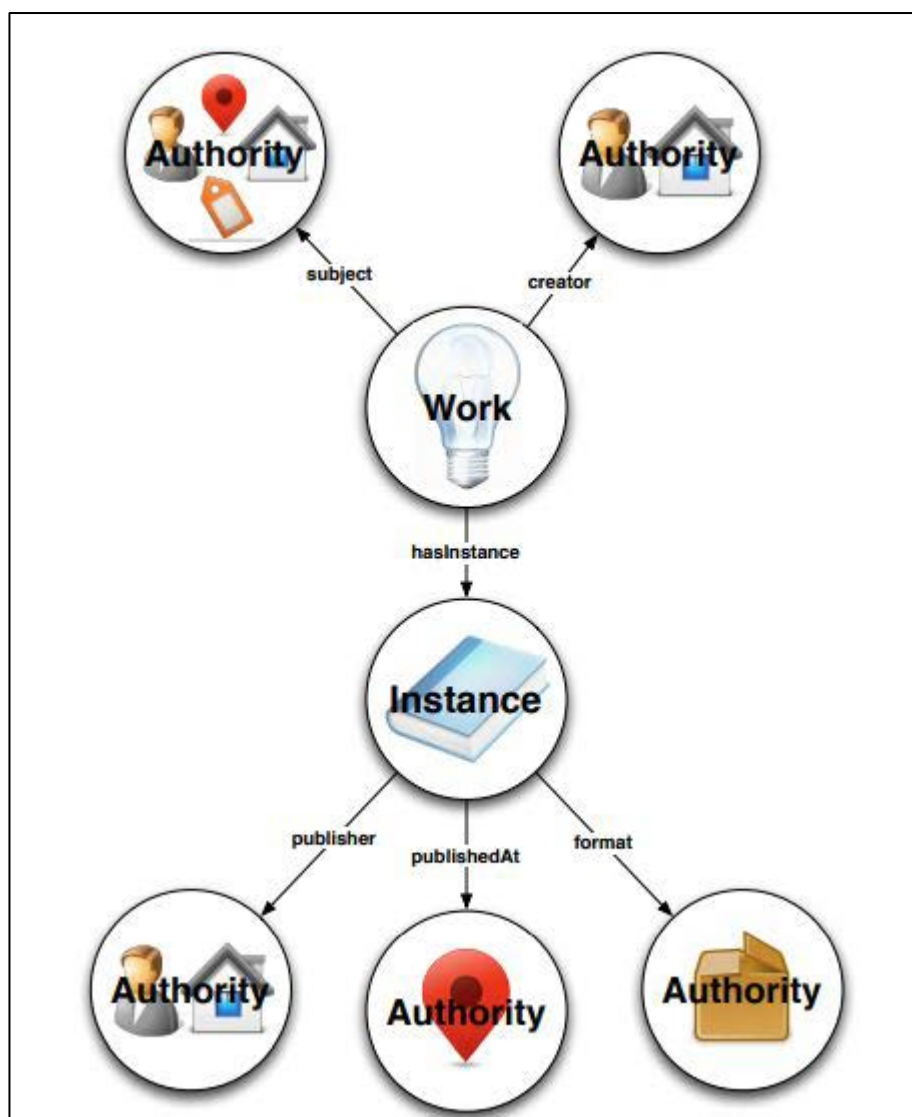 Authority
Authority
subject
creator
Work
hasInstance
Instance
publisher
publishedAt
format
Authority
Authority
Authority